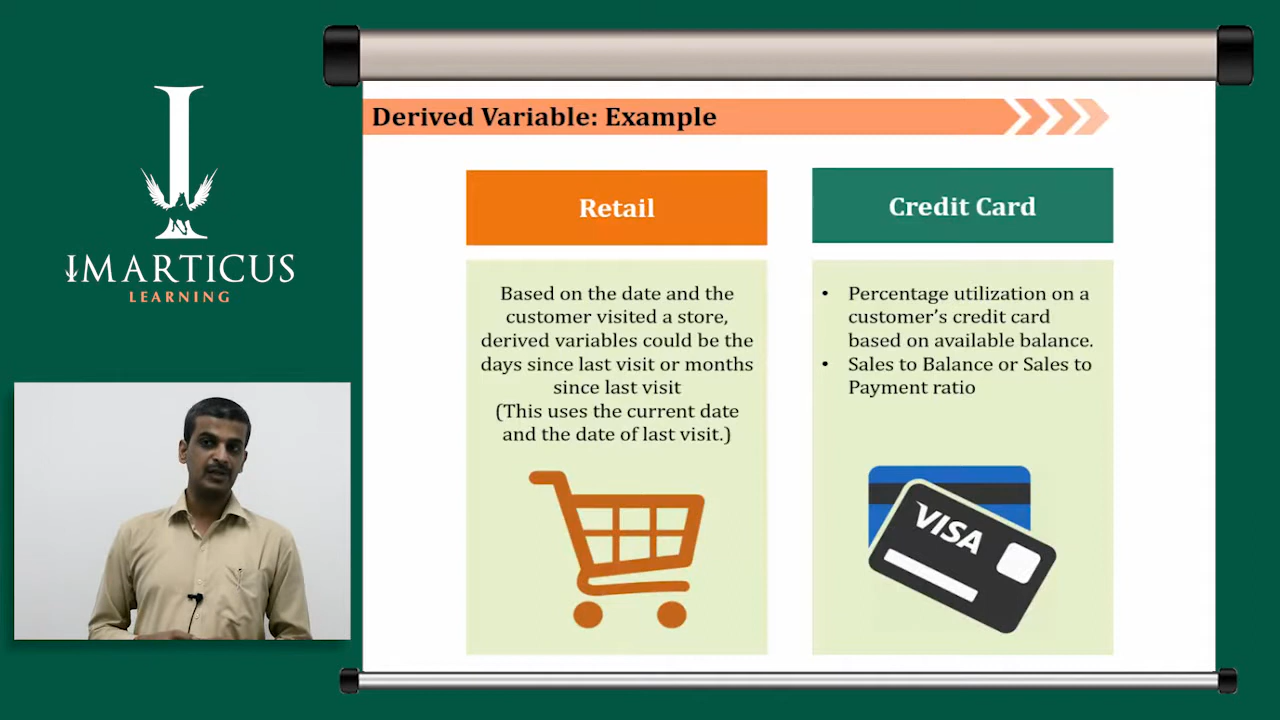 IMARTICUS
LEARNING
Derived Variable: Example
Retail
Based on the date and the
customer visited a store,
derived variables could be the
days since last visit or months
since last visit
(This uses the current date
and the date of last visit.)
Credit Card
• Percentage utilization on a
customer's credit card
based on available balance.
• Sales to Balance or Sales to
Payment ratio
VISA